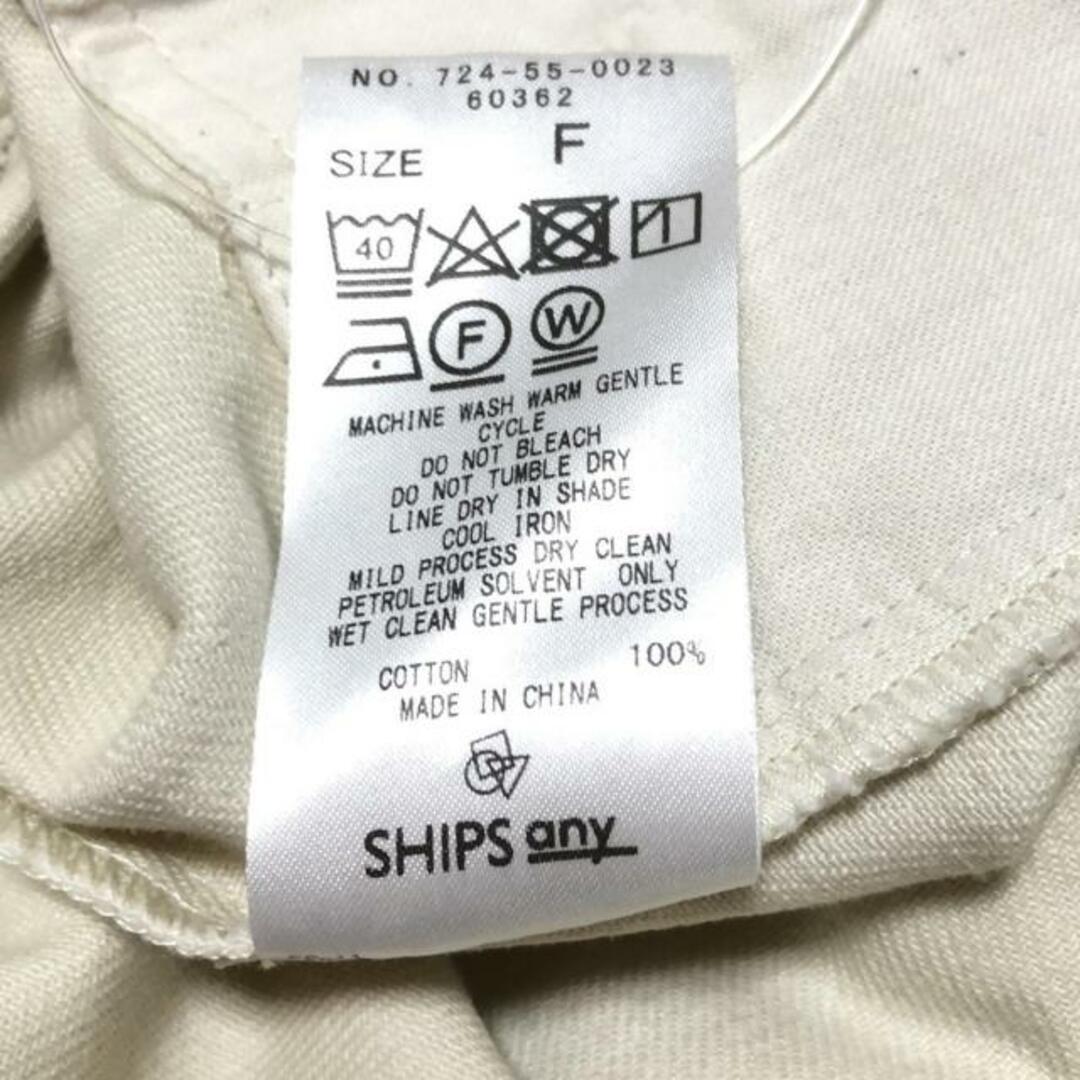 NO. 724-55-0023
60362
SIZE F
40
F W
MACHINE WASH WARM GENTLE
CYCLE
DO NOT BLEACH
DO NOT TUMBLE DRY
LINE DRY IN SHADE
COOL IRON
MILD PROCESS DRY CLEAN
PETROLEUM SOLVENT ONLY
WET CLEAN GENTLE PROCESS
COTTON 100%
MADE IN CHINA
SHIPS any